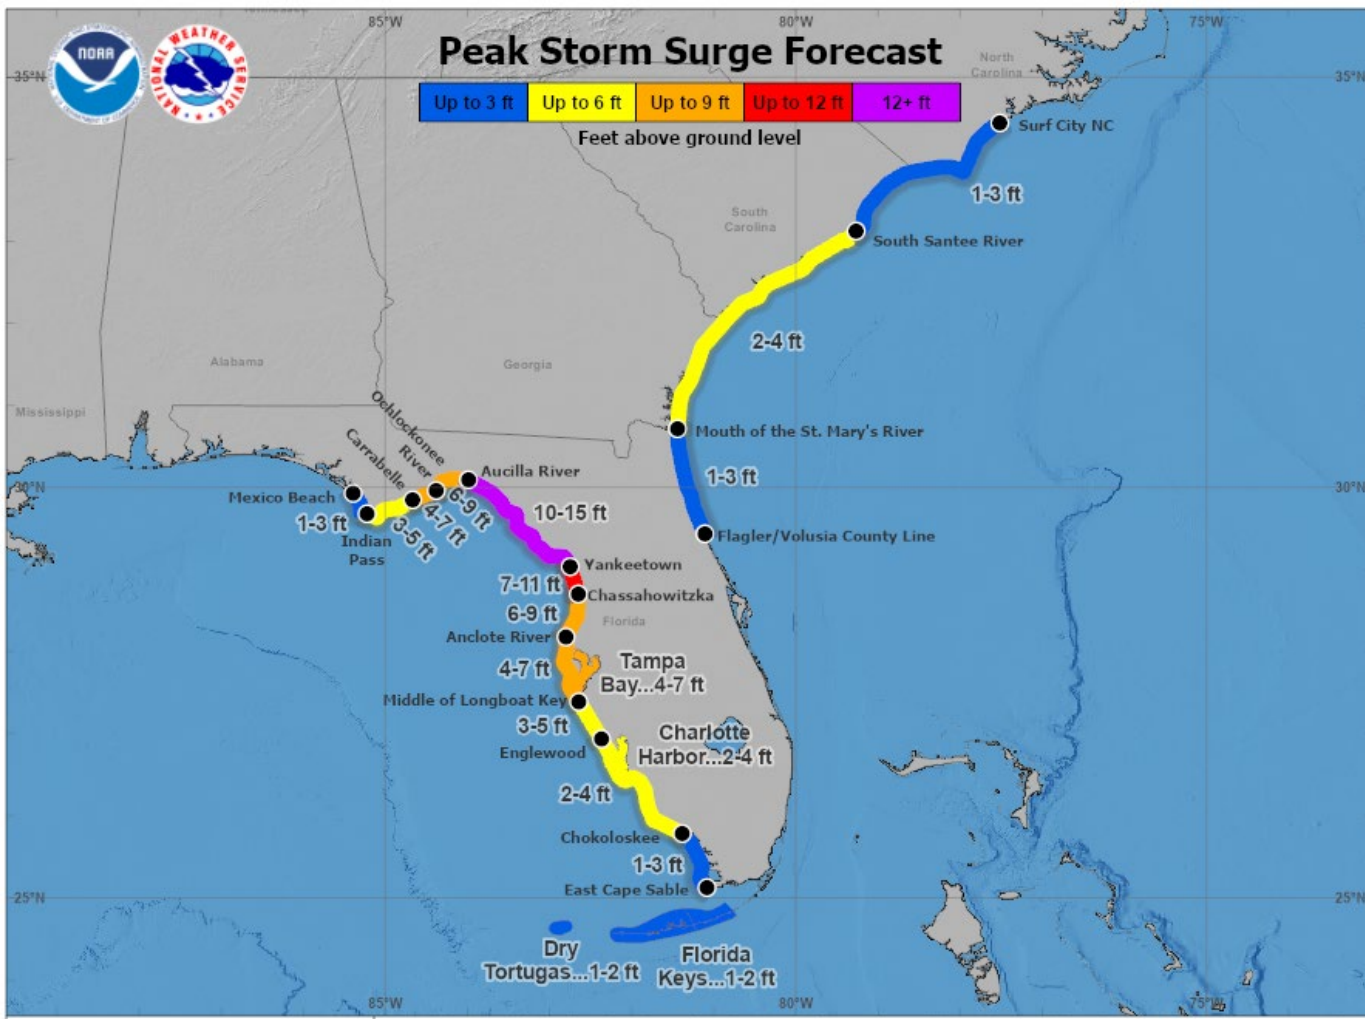 Tennessee
85°W
80°W
75°W
NOAA
NATIONAL WEATHER SERVICE
Peak Storm Surge Forecast
Up to 3 ft
Up to 6 ft
Up to 9 ft
Up to 12 ft
12+ ft
Feet above ground level
35°N
35°N
North
Carolina
Surf City NC
1-3 ft
South
Carolina
South Santee River
2-4 ft
Alabama
Georgia
Mississippi
Mouth of the St. Mary's River
Ochlockonee
River
Carrabelle
Aucilla River
1-3 ft
30°N
30°N
Mexico Beach
6-9 ft
4-7 ft
3-5 ft
1-3 ft
10-15 ft
Indian
Pass
Flagler/Volusia County Line
Yankeetown
7-11 ft
Chassahowitzka
6-9 ft
Florida
Anclote River
4-7 ft
Tampa
Bay...4-7 ft
Middle of Longboat Key
3-5 ft
Charlotte
Harbor...2-4 ft
Englewood
2-4 ft
Chokoloskee
1-3 ft
East Cape Sable
25°N
25°N
Dry
Tortugas...1-2 ft
Florida
Keys...1-2 ft
85°W
80°W
75°W